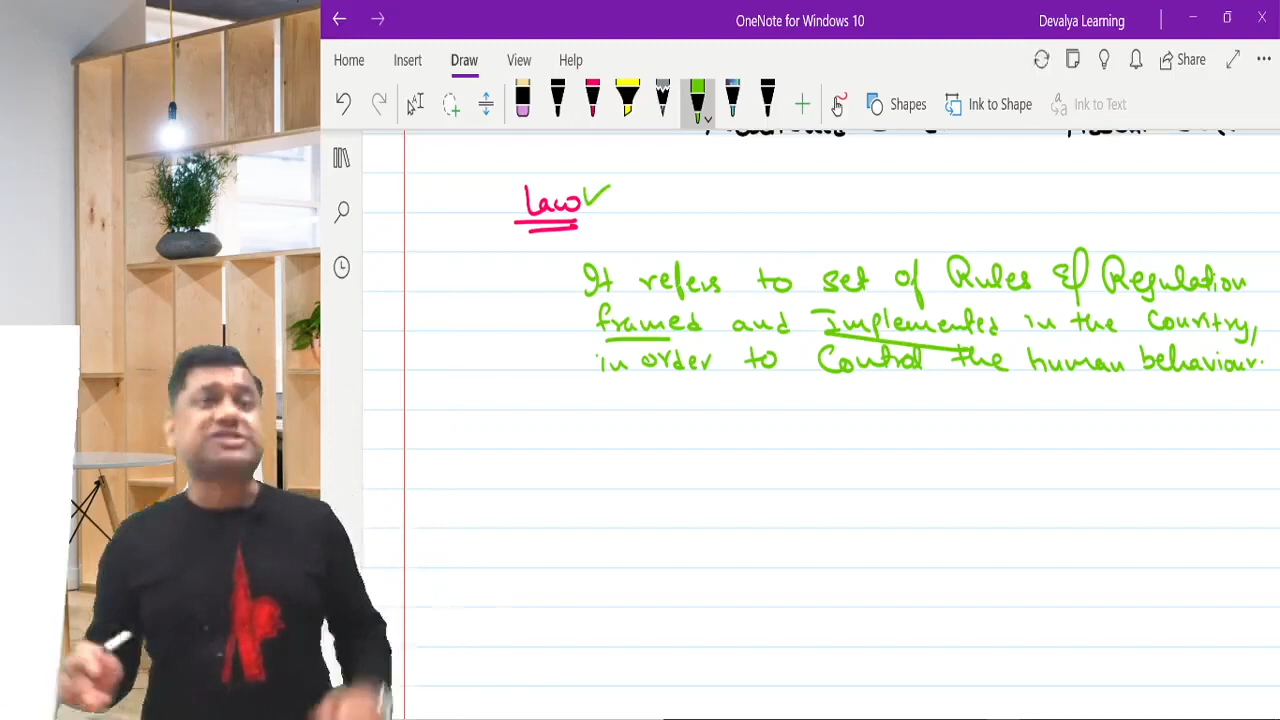 OneNote for Windows 10
Devalya Learning
Home Insert Draw View Help
Share
Shapes
Ink to Shape
Ink to Text
Law
It refers to set of Rules & Regulation
framed and Implemented in the Country,
in order to Control the human behaviour.